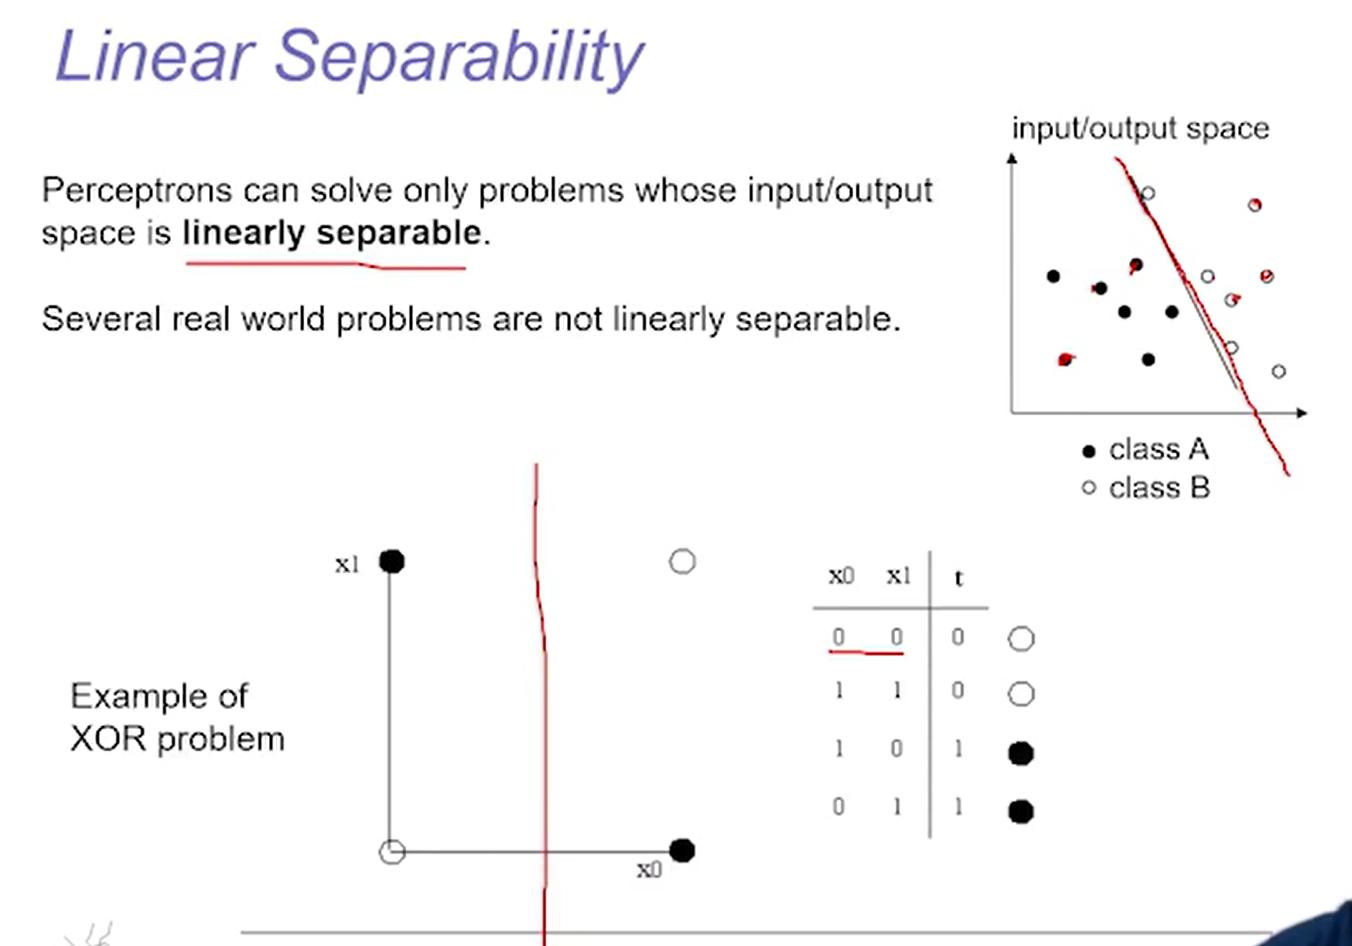 Linear Separability
input/output space
Perceptrons can solve only problems whose input/output
space is linearly separable.
Several real world problems are not linearly separable.
class A
class B
x1
x0
Example of
XOR problem
x0 x1 t
0 0 0
1 1 0
1 0 1
0 1 1